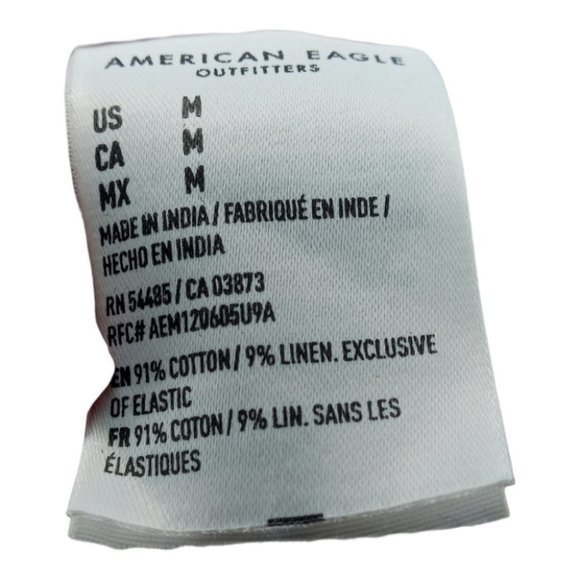 AMERICAN EAGLE
OUTFITTERS
US M
CA M
MX M
MADE IN INDIA / FABRIQUÉ EN INDE /
HECHO EN INDIA
RN 54485 / CA 03873
RFC# AEM120605U9A
EN 91% COTTON / 9% LINEN. EXCLUSIVE
OF ELASTIC
FR 91% COTON / 9% LIN. SANS LES
ÉLASTIQUES